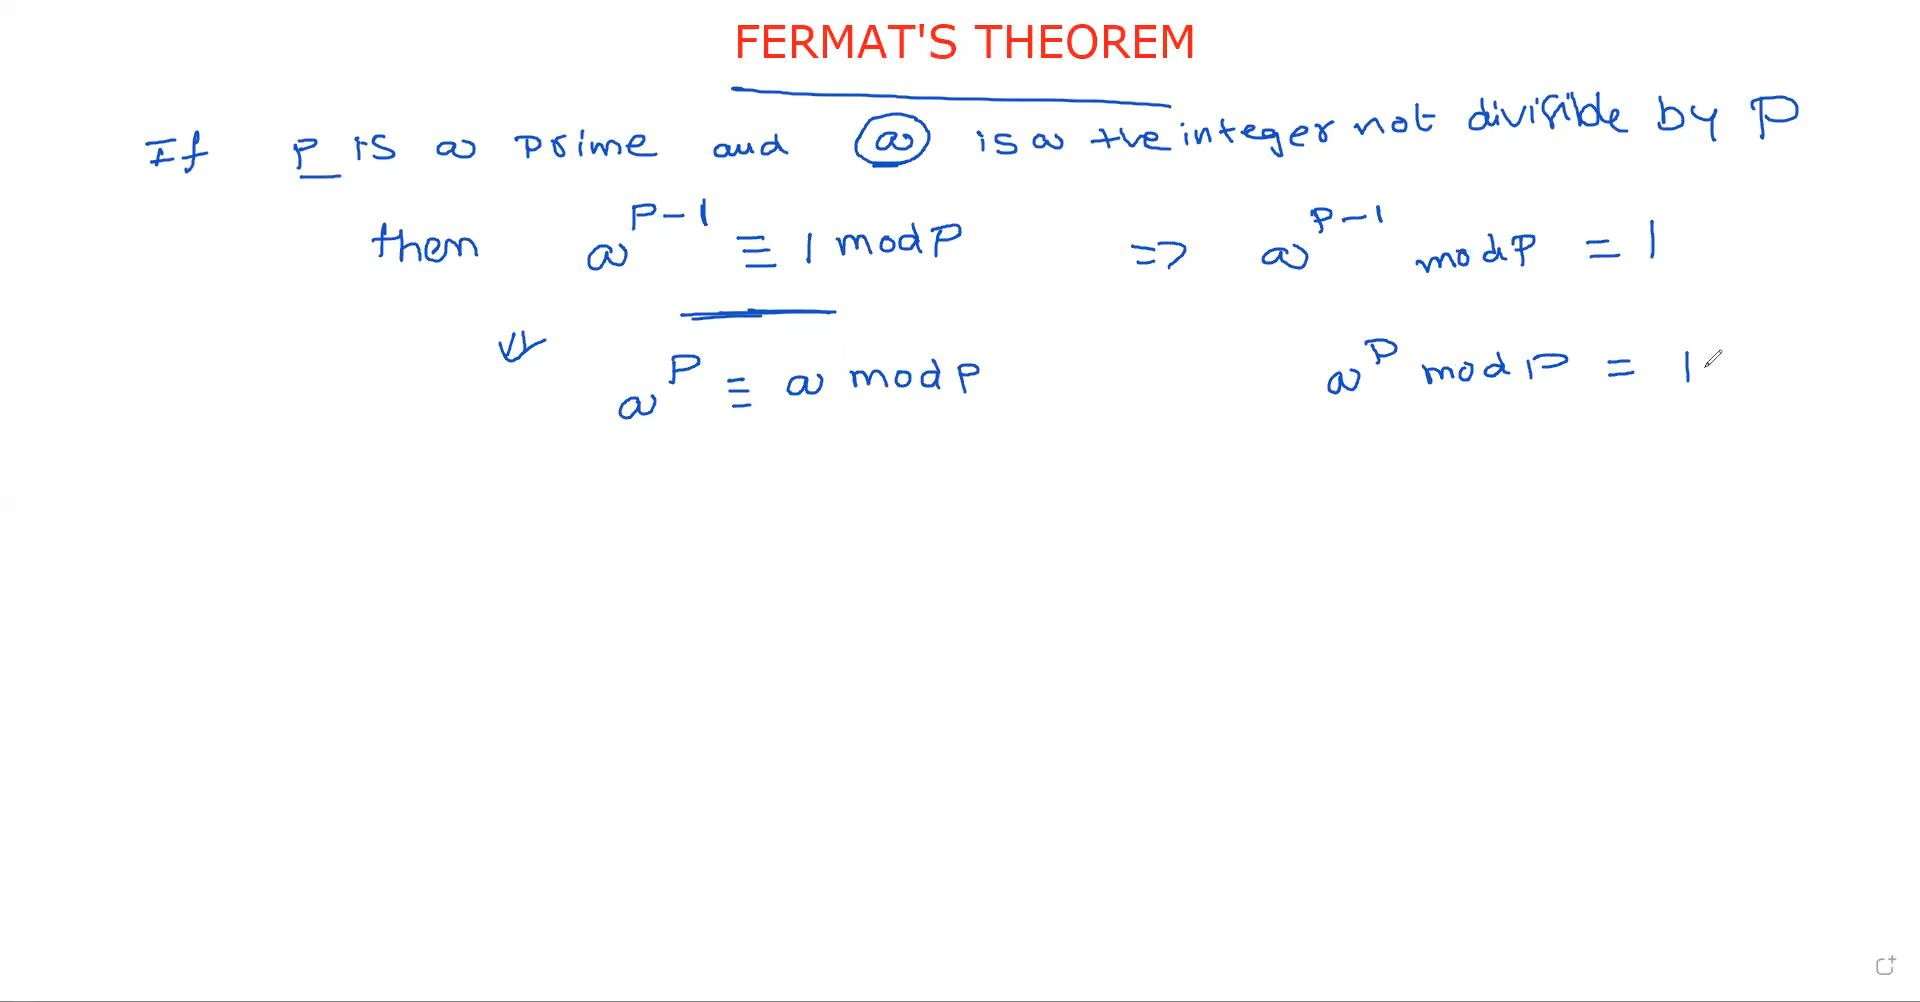 FERMAT'S THEOREM
If P is a prime and a is a +ve integer not divisible by P
then a^P-1 ≡ 1 mod P => a^P-1 mod P = 1
a^P ≡ a mod P a^P mod P = 1